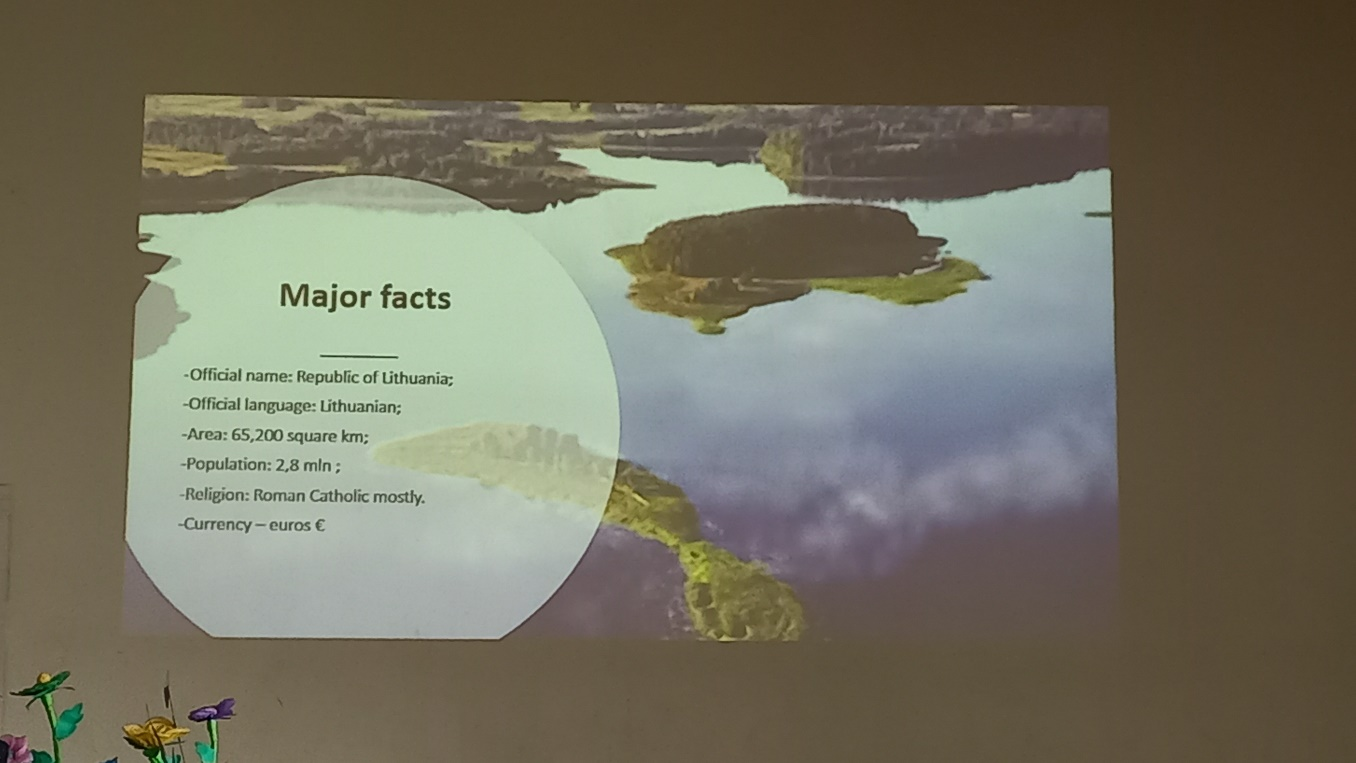 Major facts
-Official name: Republic of Lithuania;
-Official language: Lithuanian;
-Area: 65,200 square km;
-Population: 2,8 mln ;
-Religion: Roman Catholic mostly.
-Currency – euros €